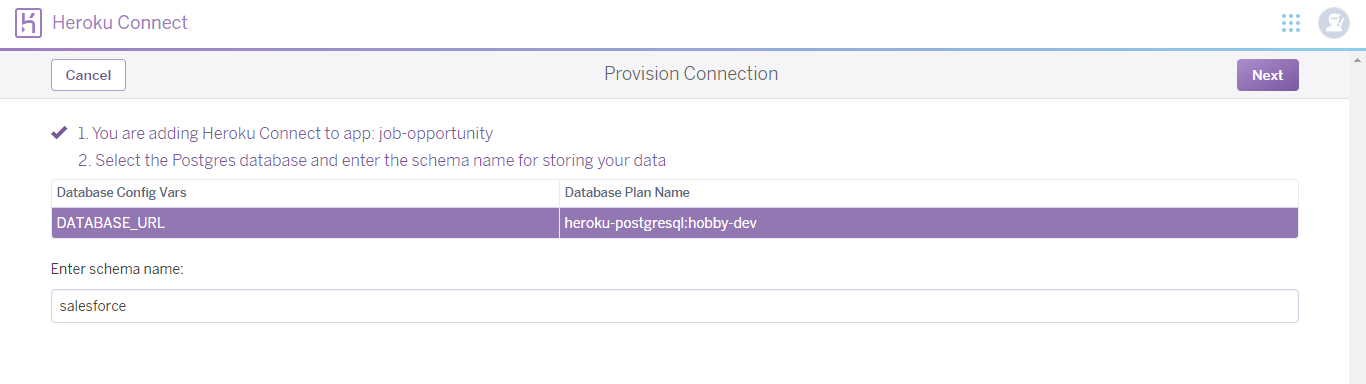 Heroku Connect
Cancel
Provision Connection
Next
1. You are adding Heroku Connect to app: job-opportunity
2. Select the Postgres database and enter the schema name for storing your data
Database Config Vars
Database Plan Name
DATABASE_URL
heroku-postgresql:hobby-dev
Enter schema name:
salesforce